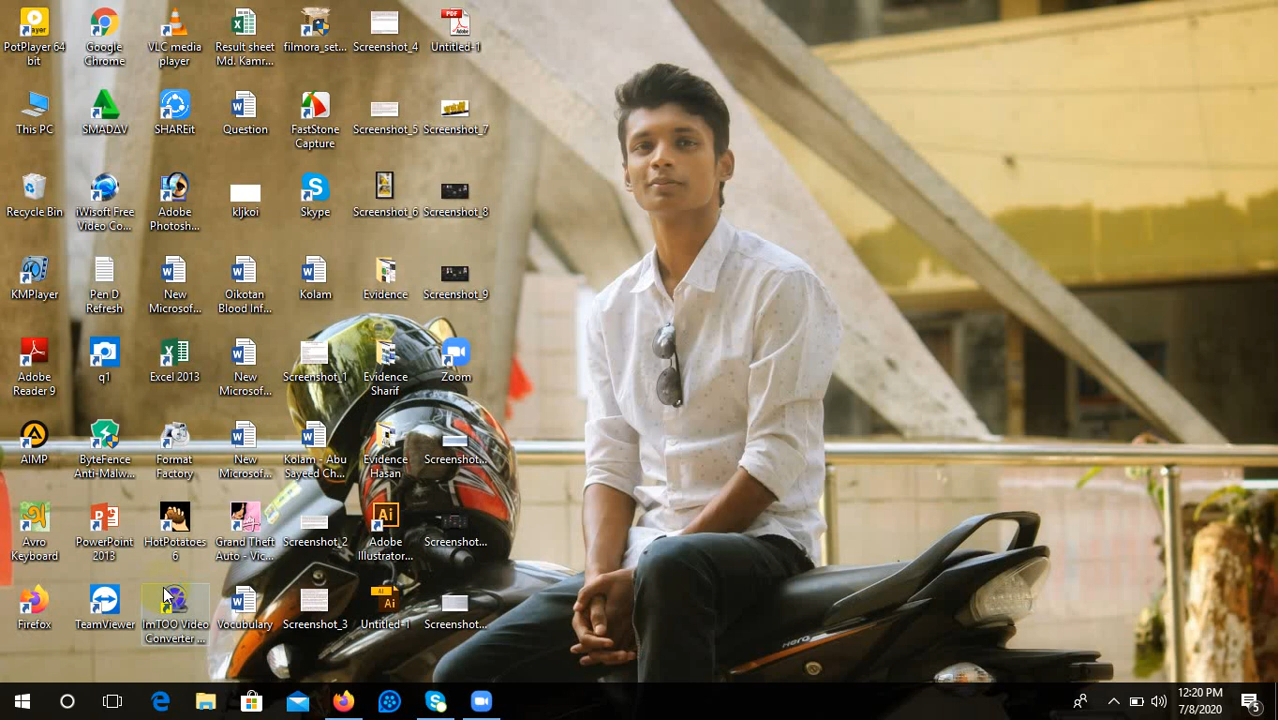 PotPlayer 64
bit
Google
Chrome
VLC media
player
Result sheet
Md. Kamr...
filmora_set...
Screenshot_4
Untitled-1
This PC
SMADΔV
SHAREit
Question
FastStone
Capture
Screenshot_5
Screenshot_7
Recycle Bin
iWisoft Free
Video Co...
Adobe
Photosh...
kljkoi
Skype
Screenshot_6
Screenshot_8
KMPlayer
Pen D
Refresh
New
Microsof...
Oikotan
Blood Inf...
Kolam
Evidence
Screenshot_9
Adobe
Reader 9
q1
Excel 2013
New
Microsof...
Screenshot_1
Evidence
Sharif
Zoom
AIMP
ByteFence
Anti-Malw...
Format
Factory
New
Microsof...
Kolam - Abu
Sayeed Ch...
Evidence
Hasan
Screenshot...
Avro
Keyboard
PowerPoint
2013
HotPotatoes
6
Grand Theft
Auto - Vic...
Screenshot_2
Adobe
Illustrator...
Screenshot...
Firefox
TeamViewer
ImTOO Video
Converter ...
Vocubulary
Screenshot_3
Untitled-1
Screenshot...
HERO
12:20 PM
7/8/2020
5